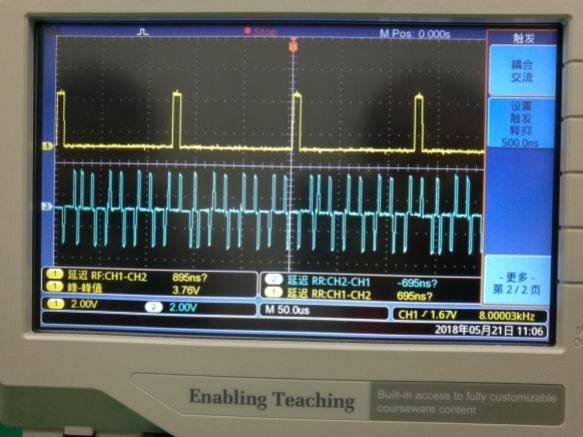 Stop
M Pos: 0.000s
触发
耦合
交流
设置
触发
释抑
500.0ns
- 更多 -
第 2 / 2 页
1
2
1 延迟 RF:CH1-CH2 895ns?
1 峰-峰值 3.76V
2 延迟 RR:CH2-CH1 -695ns?
1 延迟 RR:CH1-CH2 695ns?
1 2.00V 2 2.00V
M 50.0us
CH1 / 1.67V 8.00003kHz
2018年05月21日 11:06
Enabling Teaching
Built-in access to fully customizable
courseware content